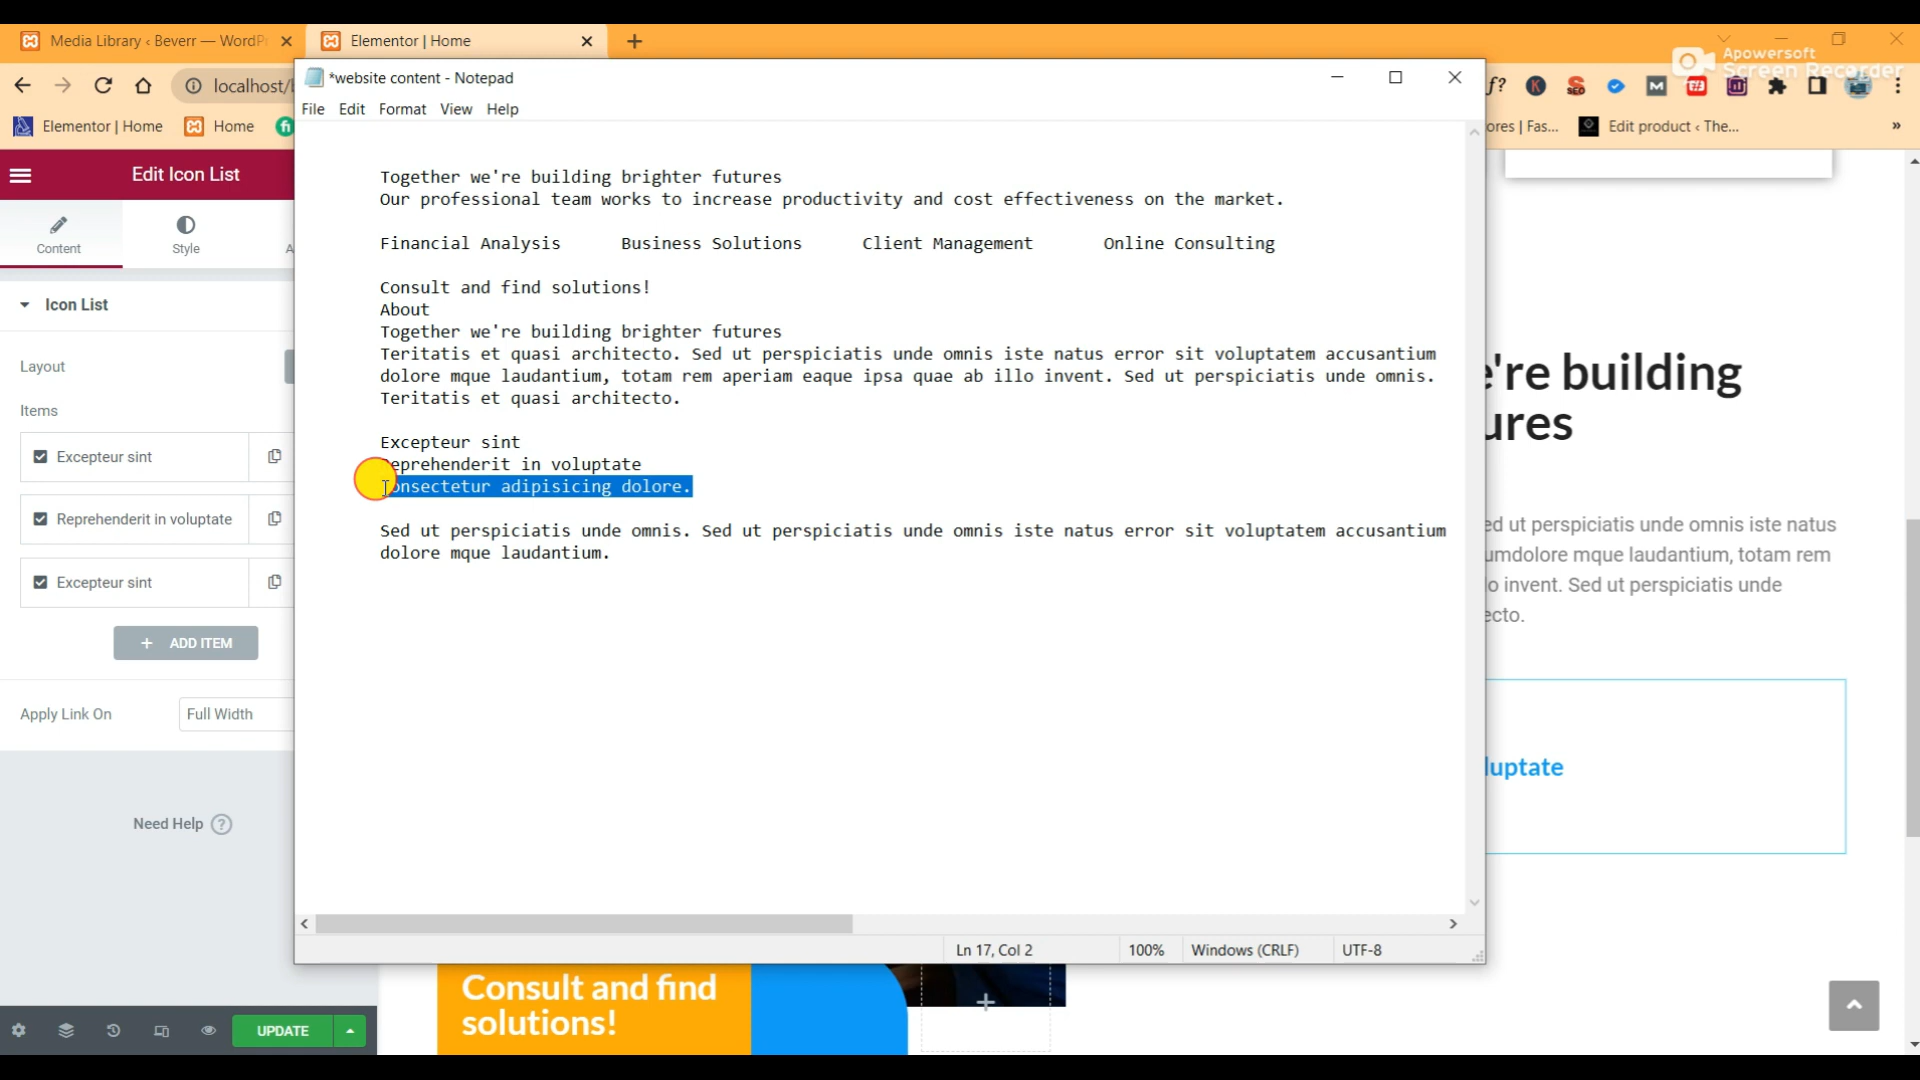 Media Library ‹ Beverr — WordP
Elementor | Home
Apowersoft
Screen Recorder
localhost/
*website content - Notepad
File Edit Format View Help
Elementor | Home
Home
ores | Fas...
Edit product ‹ The...
»
Edit Icon List
Content
Style
Icon List
Layout
Items
Excepteur sint
Reprehenderit in voluptate
Excepteur sint
+ ADD ITEM
Apply Link On
Full Width
Need Help ?
UPDATE
Together we're building brighter futures
Our professional team works to increase productivity and cost effectiveness on the market.
Financial Analysis Business Solutions Client Management Online Consulting
Consult and find solutions!
About
Together we're building brighter futures
Teritatis et quasi architecto. Sed ut perspiciatis unde omnis iste natus error sit voluptatem accusantium
dolore mque laudantium, totam rem aperiam eaque ipsa quae ab illo invent. Sed ut perspiciatis unde omnis.
Teritatis et quasi architecto.
Excepteur sint
eprehenderit in voluptate
onsectetur adipisicing dolore.
Sed ut perspiciatis unde omnis. Sed ut perspiciatis unde omnis iste natus error sit voluptatem accusantium
dolore mque laudantium.
Ln 17, Col 2
100%
Windows (CRLF)
UTF-8
e're building
ures
ed ut perspiciatis unde omnis iste natus
umdolore mque laudantium, totam rem
o invent. Sed ut perspiciatis unde
ecto.
luptate
Consult and find
solutions!